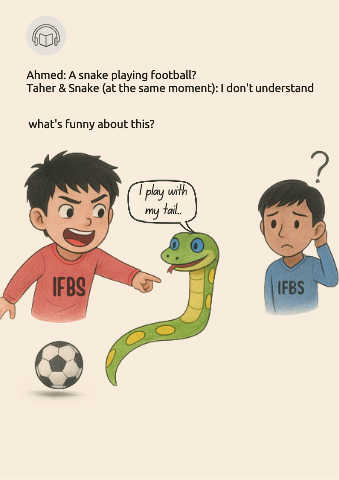 Ahmed: A snake playing football?
Taher & Snake (at the same moment): I don't understand
what's funny about this?
I play with
my tail..
IFBS
IFBS
?